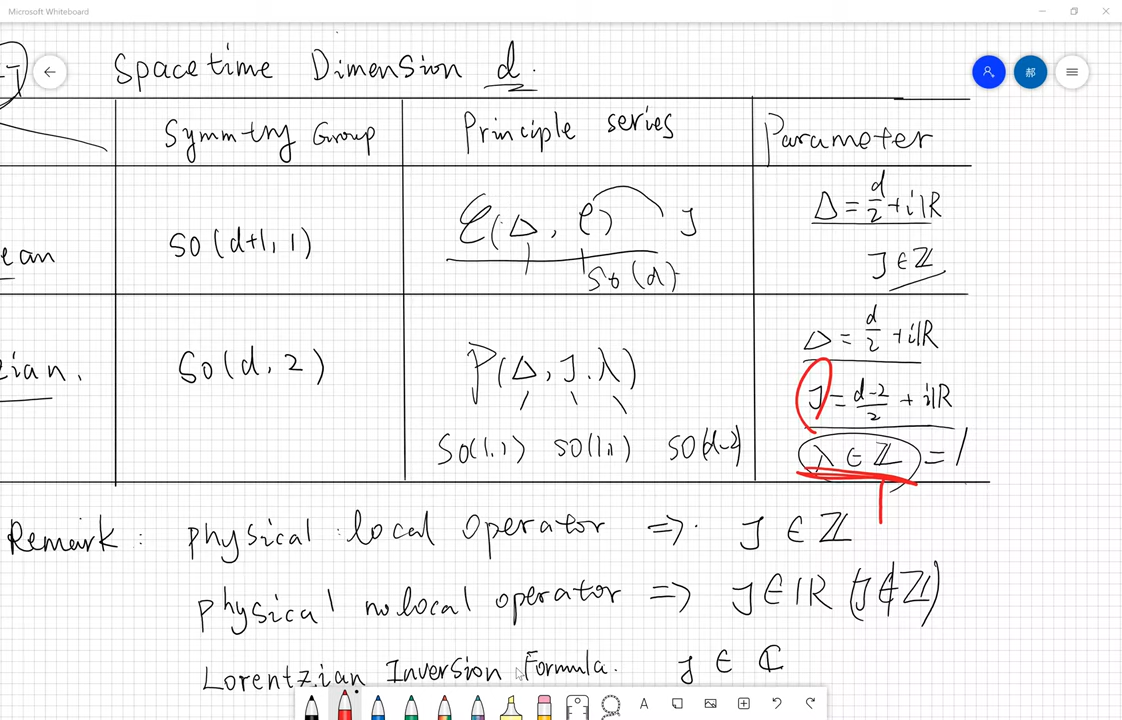 Microsoft Whiteboard
Spacetime Dimension d.
郝
Symmtry Group
Principle series
Parameter
ean
SO(d+1,1)
ℰ(Δ, ρ) J
SO(d)
Δ = d/2 + iℝ
J ∈ ℤ
zian.
SO(d,2)
P(Δ, J, λ)
SO(1,1) SO(1,1) SO(d-2)
Δ = d/2 + iℝ
J = d-2/2 + iℝ
λ ∈ ℤ = 1
Remark: physical local operator => J ∈ ℤ
physical nolocal operator => J ∈ ℝ (J ∉ ℤ)
Lorentzian Inversion Formula. J ∈ ℂ
A